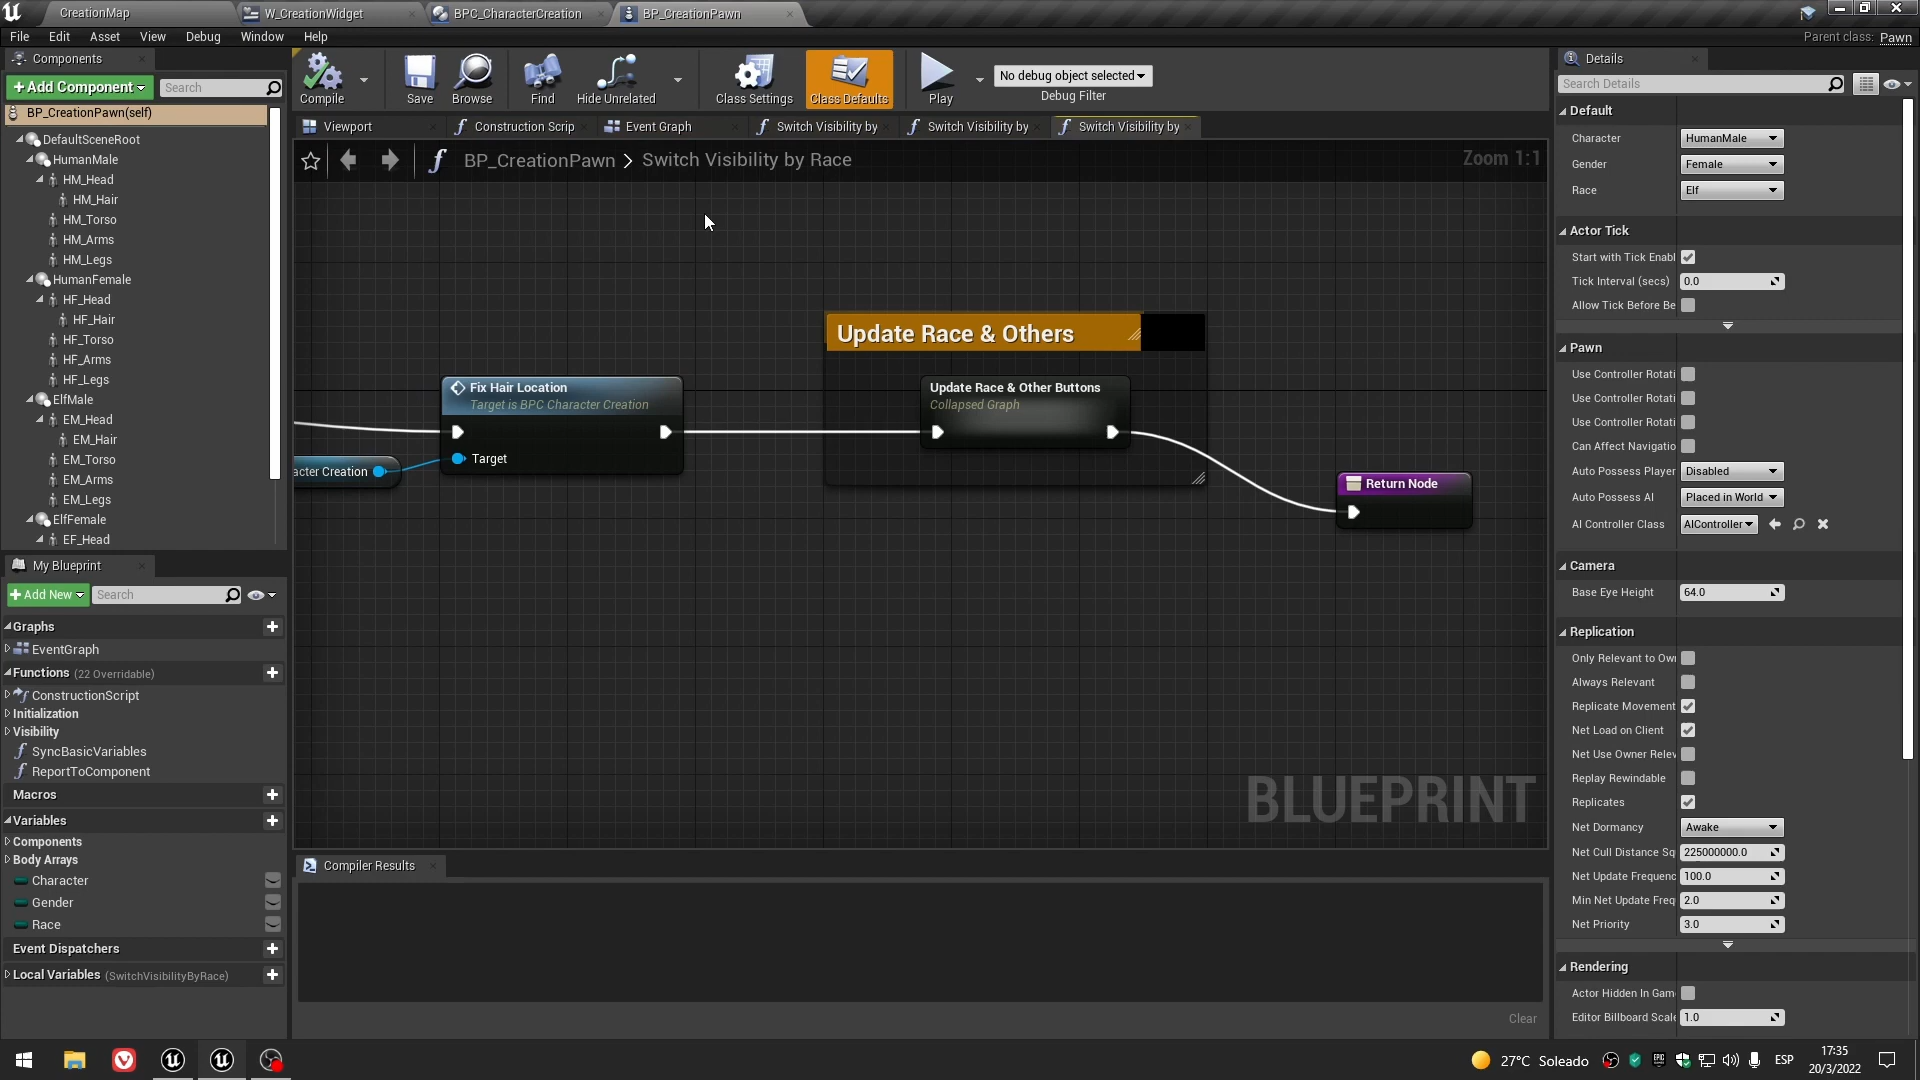 CreationMap
W_CreationWidget
BPC_CharacterCreation
BP_CreationPawn
File Edit Asset View Debug Window Help
Parent class: Pawn
Components
+ Add Component
Search
BP_CreationPawn(self)
DefaultSceneRoot
HumanMale
HM_Head
HM_Hair
HM_Torso
HM_Arms
HM_Legs
HumanFemale
HF_Head
HF_Hair
HF_Torso
HF_Arms
HF_Legs
ElfMale
EM_Head
EM_Hair
EM_Torso
EM_Arms
EM_Legs
ElfFemale
EF_Head
My Blueprint
+ Add New
Search
Graphs
EventGraph
Functions (22 Overridable)
ConstructionScript
Initialization
Visibility
SyncBasicVariables
ReportToComponent
Macros
Variables
Components
Body Arrays
Character
Gender
Race
Event Dispatchers
Local Variables (SwitchVisibilityByRace)
Compile
Save
Browse
Find
Hide Unrelated
Class Settings
Class Defaults
Play
No debug object selected
Debug Filter
Viewport
Construction Scrip
Event Graph
Switch Visibility by
Switch Visibility by
Switch Visibility by
BP_CreationPawn > Switch Visibility by Race
Zoom 1:1
Update Race & Others
Fix Hair Location
Target is BPC Character Creation
Target
acter Creation
Update Race & Other Buttons
Collapsed Graph
Return Node
BLUEPRINT
Compiler Results
Clear
Details
Search Details
Default
Character HumanMale
Gender Female
Race Elf
Actor Tick
Start with Tick Enabl
Tick Interval (secs) 0.0
Allow Tick Before Be
Pawn
Use Controller Rotati
Use Controller Rotati
Use Controller Rotati
Can Affect Navigatio
Auto Possess Player Disabled
Auto Possess AI Placed in World
AI Controller Class AIController
Camera
Base Eye Height 64.0
Replication
Only Relevant to Own
Always Relevant
Replicate Movement
Net Load on Client
Net Use Owner Relev
Replay Rewindable
Replicates
Net Dormancy Awake
Net Cull Distance Sq 225000000.0
Net Update Frequenc 100.0
Min Net Update Freq 2.0
Net Priority 3.0
Rendering
Actor Hidden In Gam
Editor Billboard Scale 1.0
27°C Soleado
ESP
17:35
20/3/2022